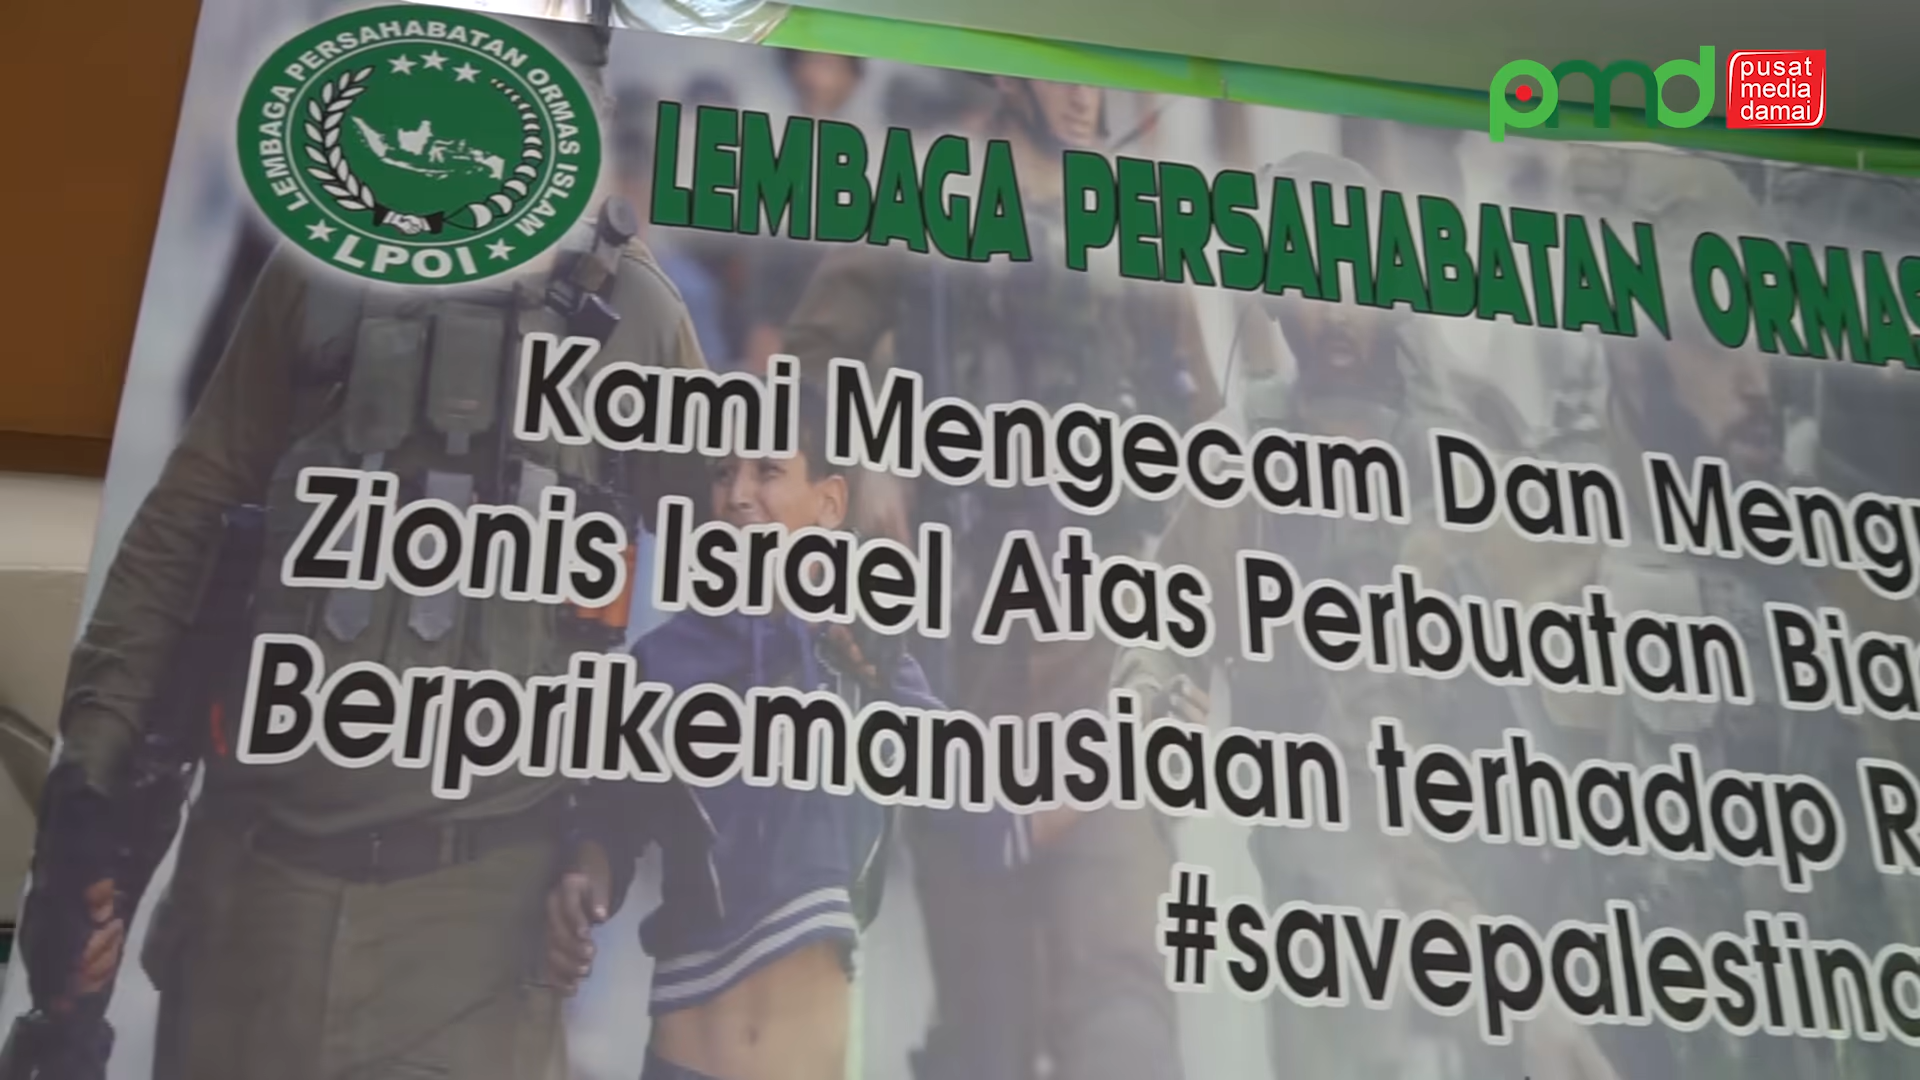 LEMBAGA PERSAHABATAN ORMAS ISLAM
LPOI
pmd
pusat
media
damai
LEMBAGA PERSAHABATAN ORMAS
Kami Mengecam Dan
Zionis Israel Atas Perbuatan
Berprikemanusiaan terhadap
#savepalestina